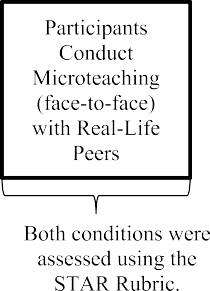 Participants
Conduct
Microteaching
(face-to-face)
with Real-Life
Peers
Both conditions were
assessed using the
STAR Rubric.